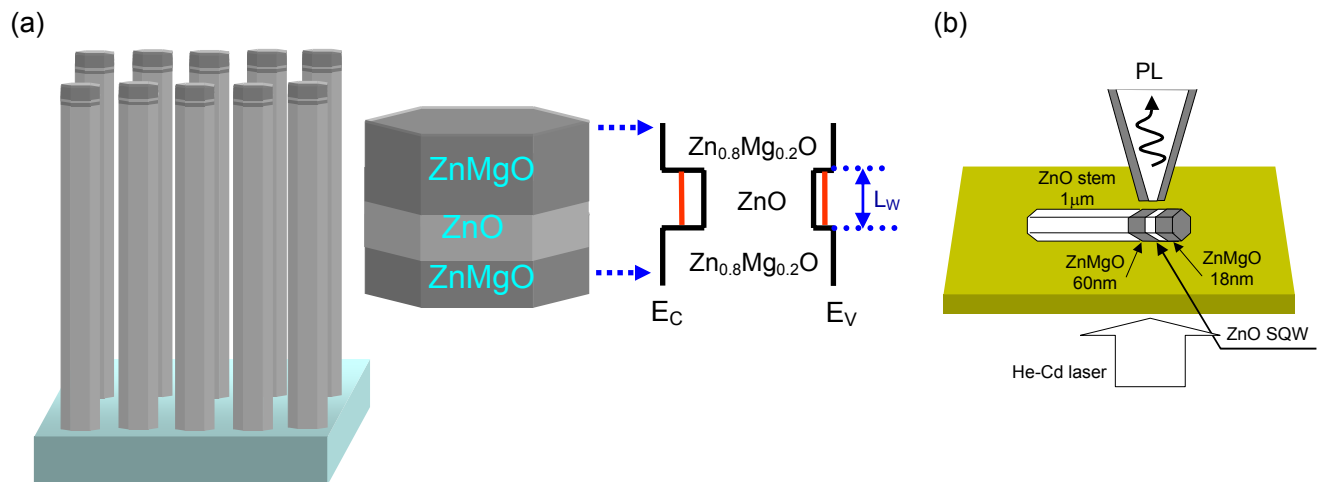 (a)
ZnMgO
ZnO
ZnMgO
Zn0.8Mg0.2O
ZnO
Zn0.8Mg0.2O
LW
EC
EV
(b)
PL
ZnO stem
1μm
ZnMgO
60nm
ZnMgO
18nm
ZnO SQW
He-Cd laser